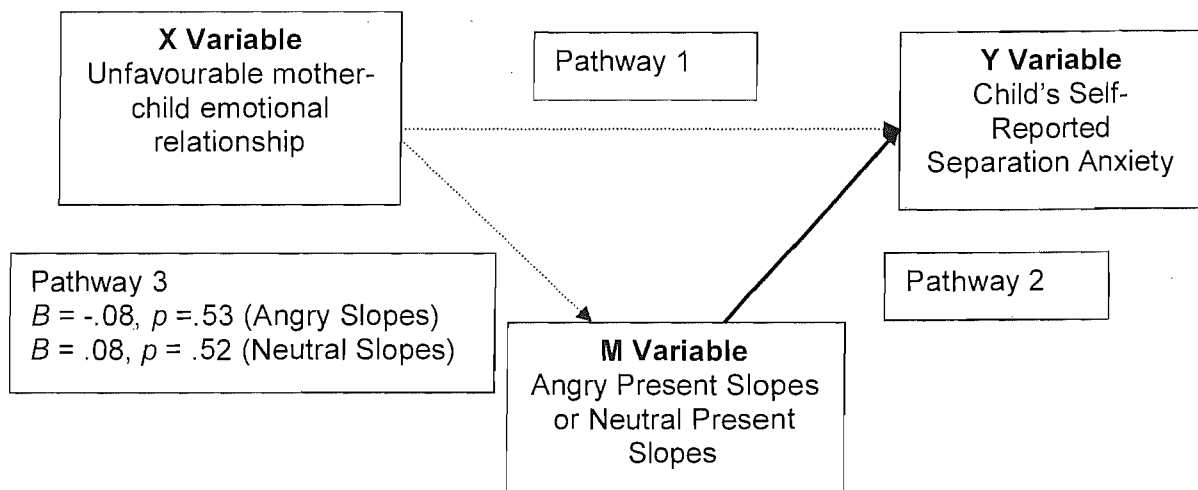 X Variable
Unfavourable mother-
child emotional
relationship
Pathway 1
Y Variable
Child's Self-
Reported
Separation Anxiety
Pathway 3
B = -.08, p =.53 (Angry Slopes)
B = .08, p = .52 (Neutral Slopes)
Pathway 2
M Variable
Angry Present Slopes
or Neutral Present
Slopes